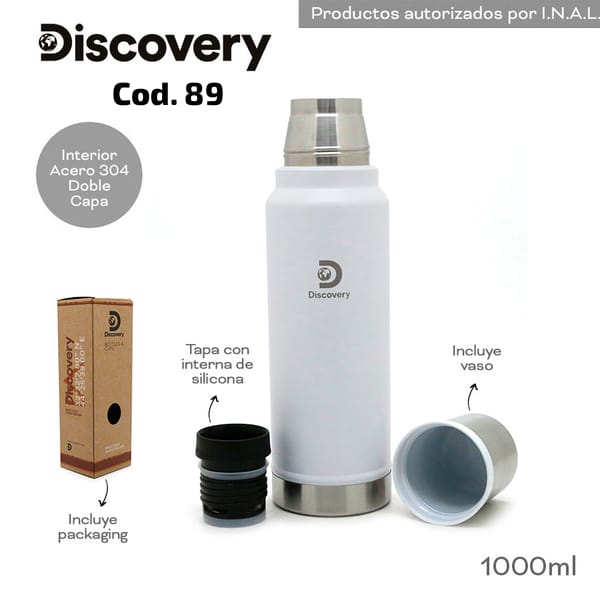 Productos autorizados por I.N.A.L.
Discovery
Cod. 89
Interior
Acero 304
Doble
Capa
Discovery
Discovery
Tapa con
interna de
silicona
Incluye
vaso
Incluye
packaging
1000ml